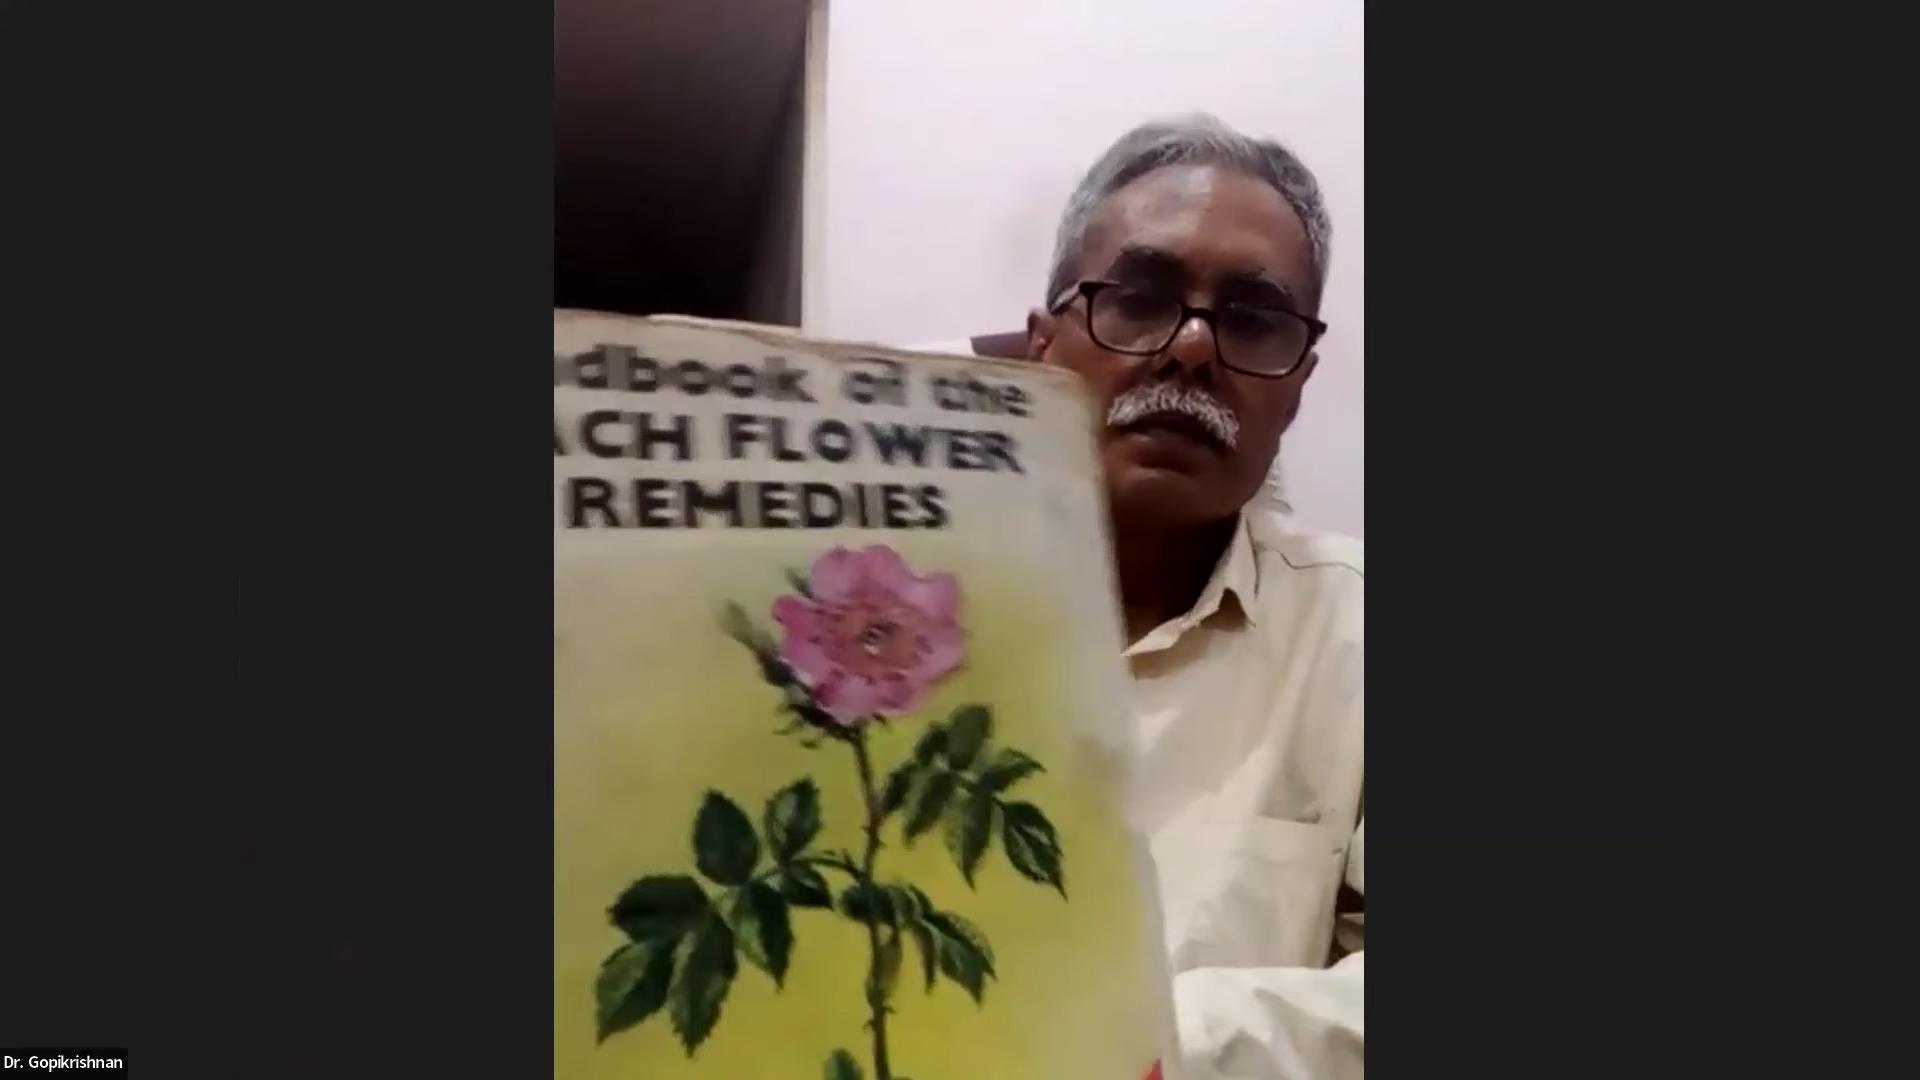 dbook of the
ACH FLOWER
REMEDIES
Dr. Gopikrishnan